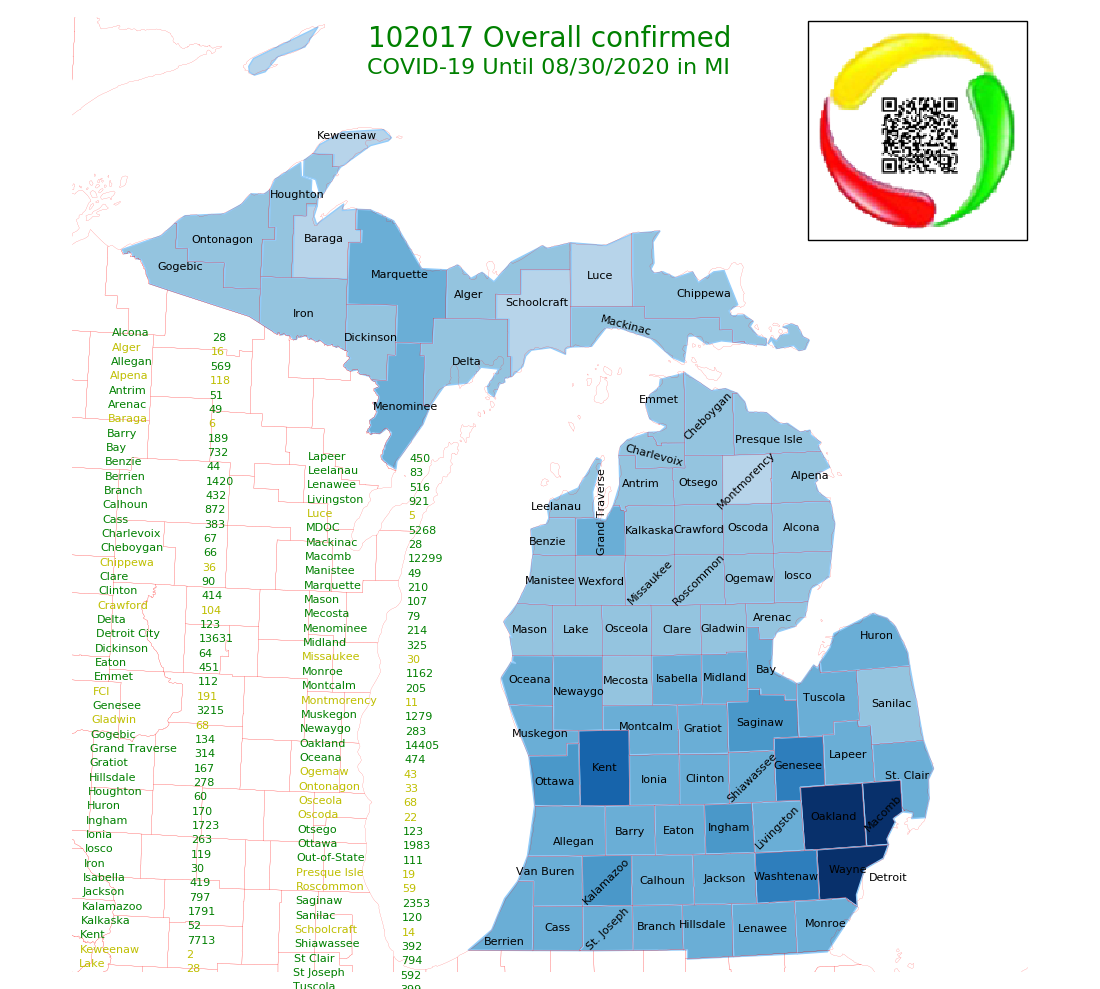 102017 Overall confirmed
COVID-19 Until 08/30/2020 in MI
Keweenaw
Houghton
Ontonagon
Baraga
Gogebic
Marquette
Luce
Alger
Schoolcraft
Chippewa
Iron
Dickinson
Mackinac
Delta
Menominee
Emmet
Cheboygan
Presque Isle
Charlevoix
Antrim
Otsego
Montmorency
Alpena
Leelanau
Grand Traverse
Benzie
Kalkaska
Crawford
Oscoda
Alcona
Manistee
Wexford
Missaukee
Roscommon
Ogemaw
Iosco
Mason
Lake
Osceola
Clare
Gladwin
Arenac
Huron
Oceana
Newaygo
Mecosta
Isabella
Midland
Bay
Tuscola
Sanilac
Muskegon
Montcalm
Gratiot
Saginaw
Ottawa
Kent
Ionia
Clinton
Shiawassee
Genesee
Lapeer
St. Clair
Allegan
Barry
Eaton
Ingham
Livingston
Oakland
Macomb
Van Buren
Kalamazoo
Calhoun
Jackson
Washtenaw
Wayne
Detroit
Berrien
Cass
St. Joseph
Branch
Hillsdale
Lenawee
Monroe
Alcona 28
Alger 16
Allegan 569
Alpena 118
Antrim 51
Arenac 49
Baraga 6
Barry 189
Bay 732
Benzie 44
Berrien 1420
Branch 432
Calhoun 872
Cass 383
Charlevoix 67
Cheboygan 66
Chippewa 36
Clare 90
Clinton 414
Crawford 104
Delta 123
Detroit City 13631
Dickinson 64
Eaton 451
Emmet 112
FCI 191
Genesee 3215
Gladwin 68
Gogebic 134
Grand Traverse 314
Gratiot 167
Hillsdale 278
Houghton 60
Huron 170
Ingham 1723
Ionia 263
Iosco 119
Iron 30
Isabella 419
Jackson 797
Kalamazoo 1791
Kalkaska 52
Kent 7713
Keweenaw 2
Lake 28
Lapeer 450
Leelanau 83
Lenawee 516
Livingston 921
Luce 5
MDOC 5268
Mackinac 28
Macomb 12299
Manistee 49
Marquette 210
Mason 107
Mecosta 79
Menominee 214
Midland 325
Missaukee 30
Monroe 1162
Montcalm 205
Montmorency 11
Muskegon 1279
Newaygo 283
Oakland 14405
Oceana 474
Ogemaw 43
Ontonagon 33
Osceola 68
Oscoda 22
Otsego 123
Ottawa 1983
Out-of-State 111
Presque Isle 19
Roscommon 59
Saginaw 2353
Sanilac 120
Schoolcraft 14
Shiawassee 392
St Clair 794
St Joseph 592
Tuscola 399